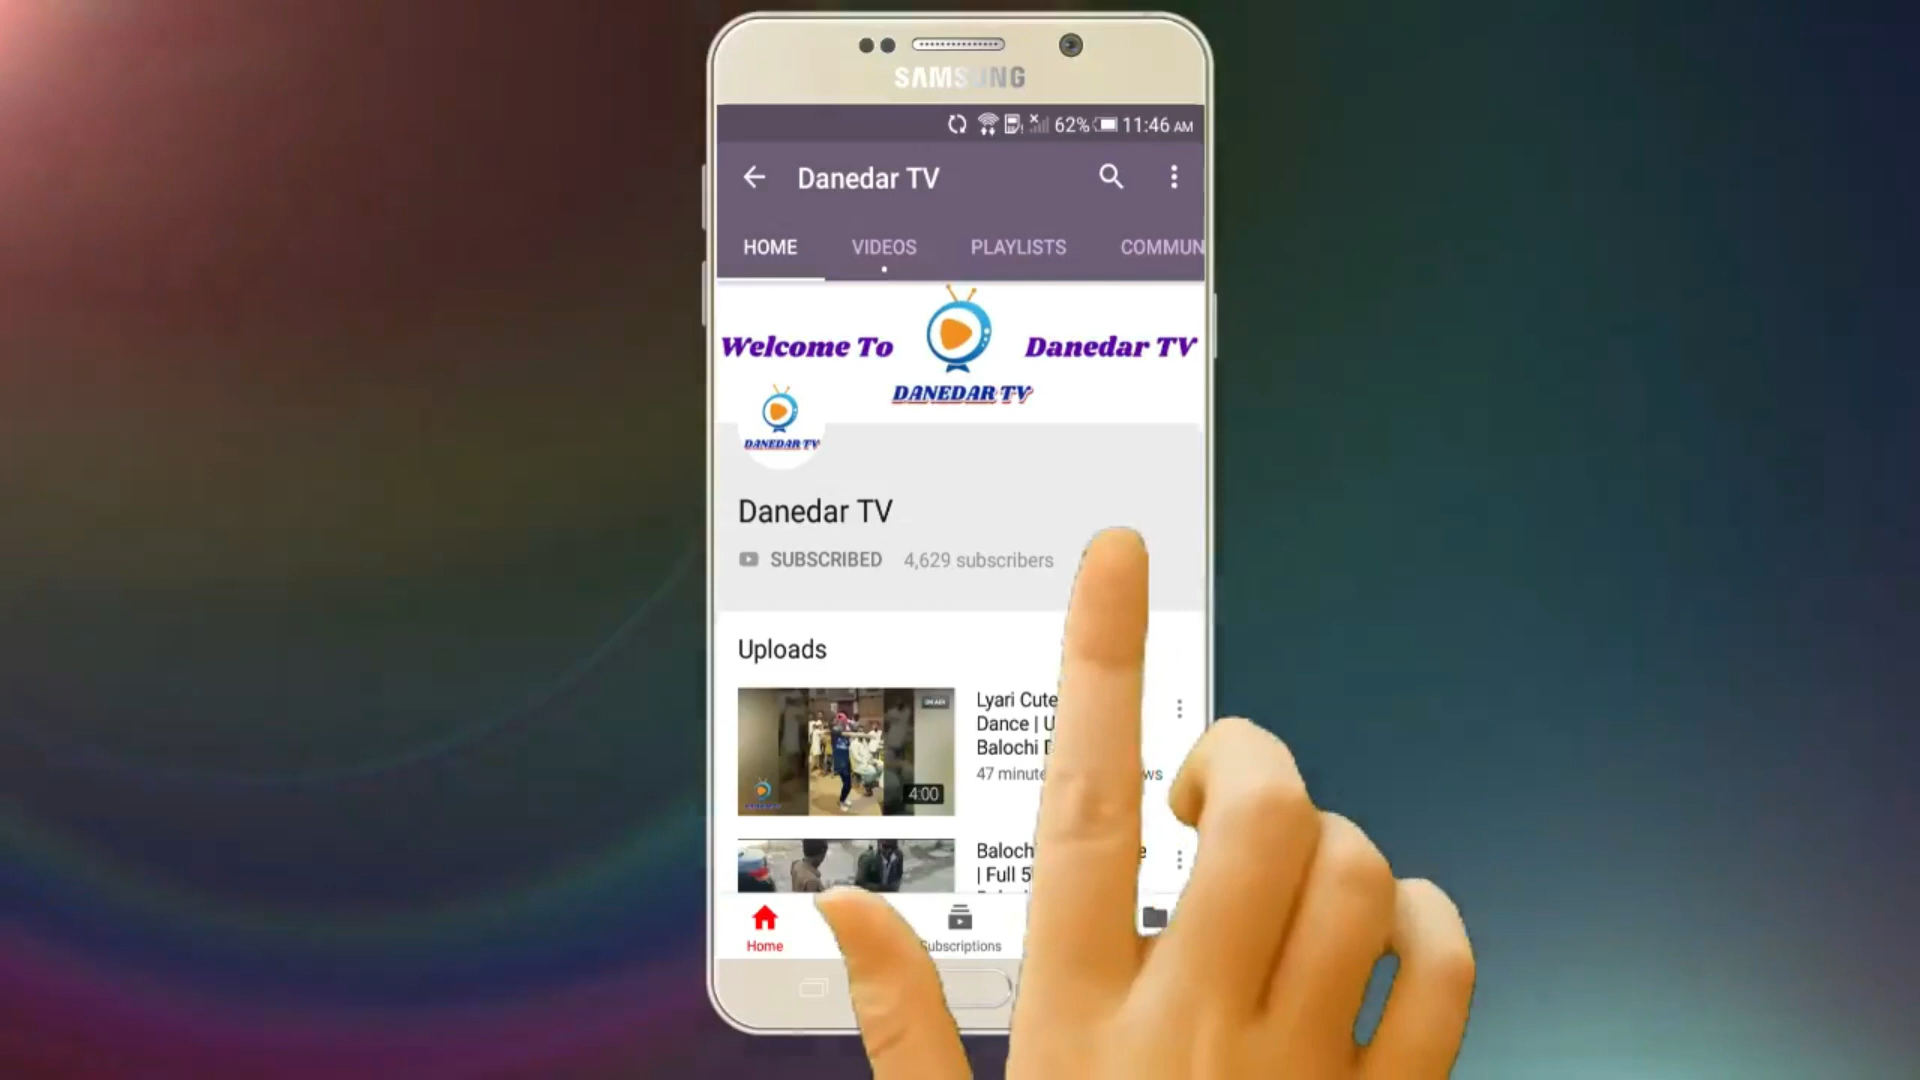 SAMSUNG
62% 11:46 AM
Danedar TV
HOME VIDEOS PLAYLISTS COMMUN
Welcome To
Danedar TV
DANEDAR TV
DANEDAR TV
Danedar TV
SUBSCRIBED 4,629 subscribers
Uploads
Lyari Cute
Dance |
Balochi
47 minute
4:00
Baloch
| Full 5
Home
Subscriptions